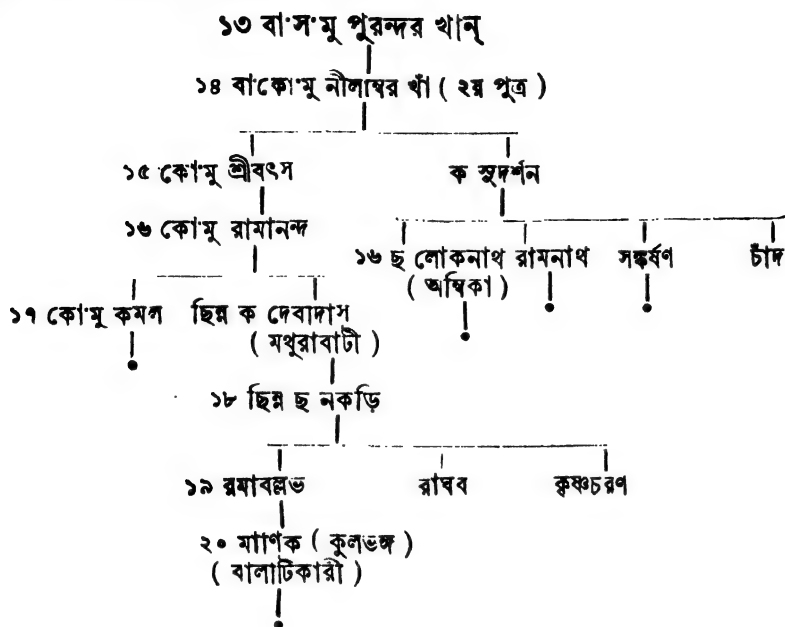 ১৩ বা·স·মু পুরন্দর খান্
১৪ বা·কো·মু নীলাম্বর খাঁ ( ২য় পুত্র )
১৫ কো·মু শ্রীবৎস ক সুদর্শন
১৬ কো·মু রামানন্দ
১৬ ছ লোকনাথ রামনাথ সঙ্কর্ষণ চাঁদ
( অম্বিকা )
১৭ কো·মু কমল ছিন্ন ক দেবাদাস
( মথুরাবাটী )
১৮ ছিন্ন ছ নকড়ি
১৯ রমাবল্লভ রাঘব কৃষ্ণচরণ
২০ মাণিক ( কুলভঙ্গ )
( বালাটিকারী )